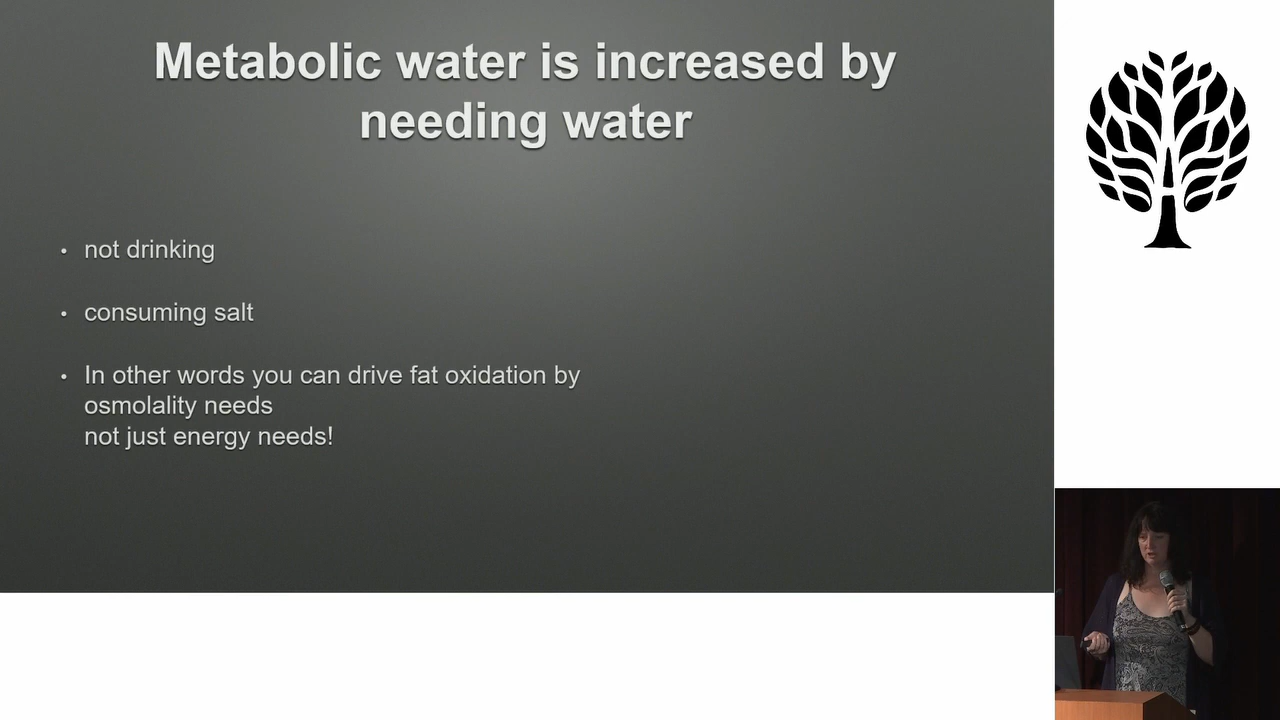 Metabolic water is increased by
needing water
• not drinking
• consuming salt
• In other words you can drive fat oxidation by
osmolality needs
not just energy needs!